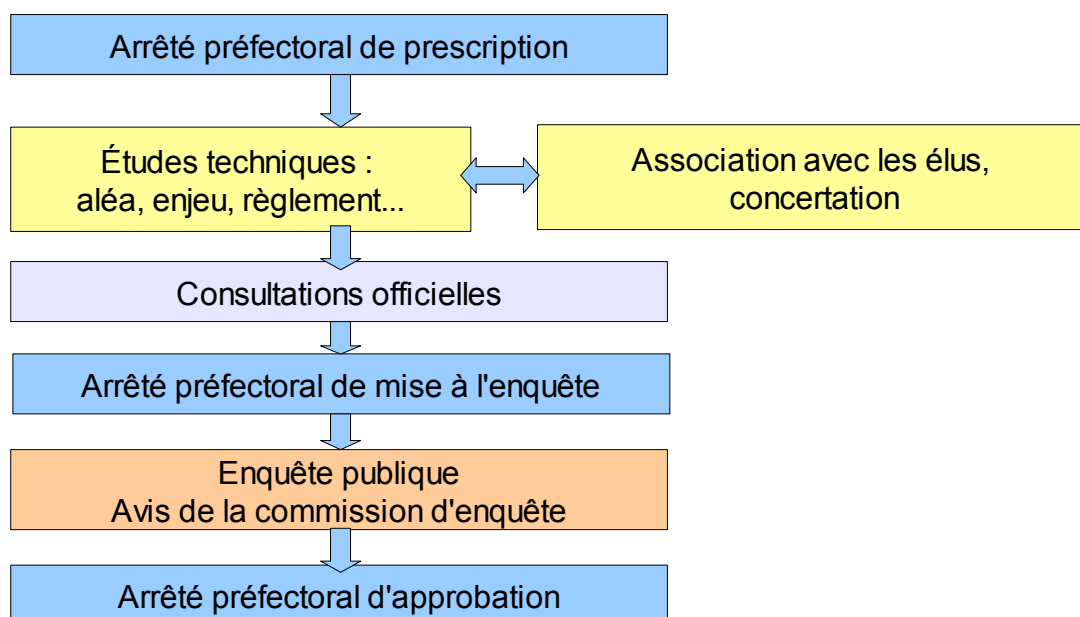 Arrêté préfectoral de prescription
Études techniques :
aléa, enjeu, règlement...
Association avec les élus,
concertation
Consultations officielles
Arrêté préfectoral de mise à l'enquête
Enquête publique
Avis de la commission d'enquête
Arrêté préfectoral d'approbation